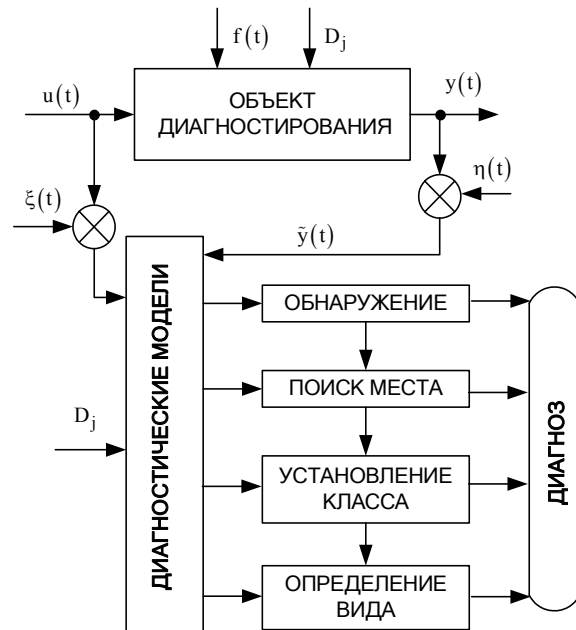 f(t)
D_j
u(t)
ОБЪЕКТ
ДИАГНОСТИРОВАНИЯ
y(t)
η(t)
ξ(t)
ỹ(t)
ДИАГНОСТИЧЕСКИЕ МОДЕЛИ
ОБНАРУЖЕНИЕ
ПОИСК МЕСТА
D_j
УСТАНОВЛЕНИЕ
КЛАССА
ОПРЕДЕЛЕНИЕ
ВИДА
ДИАГНОЗ